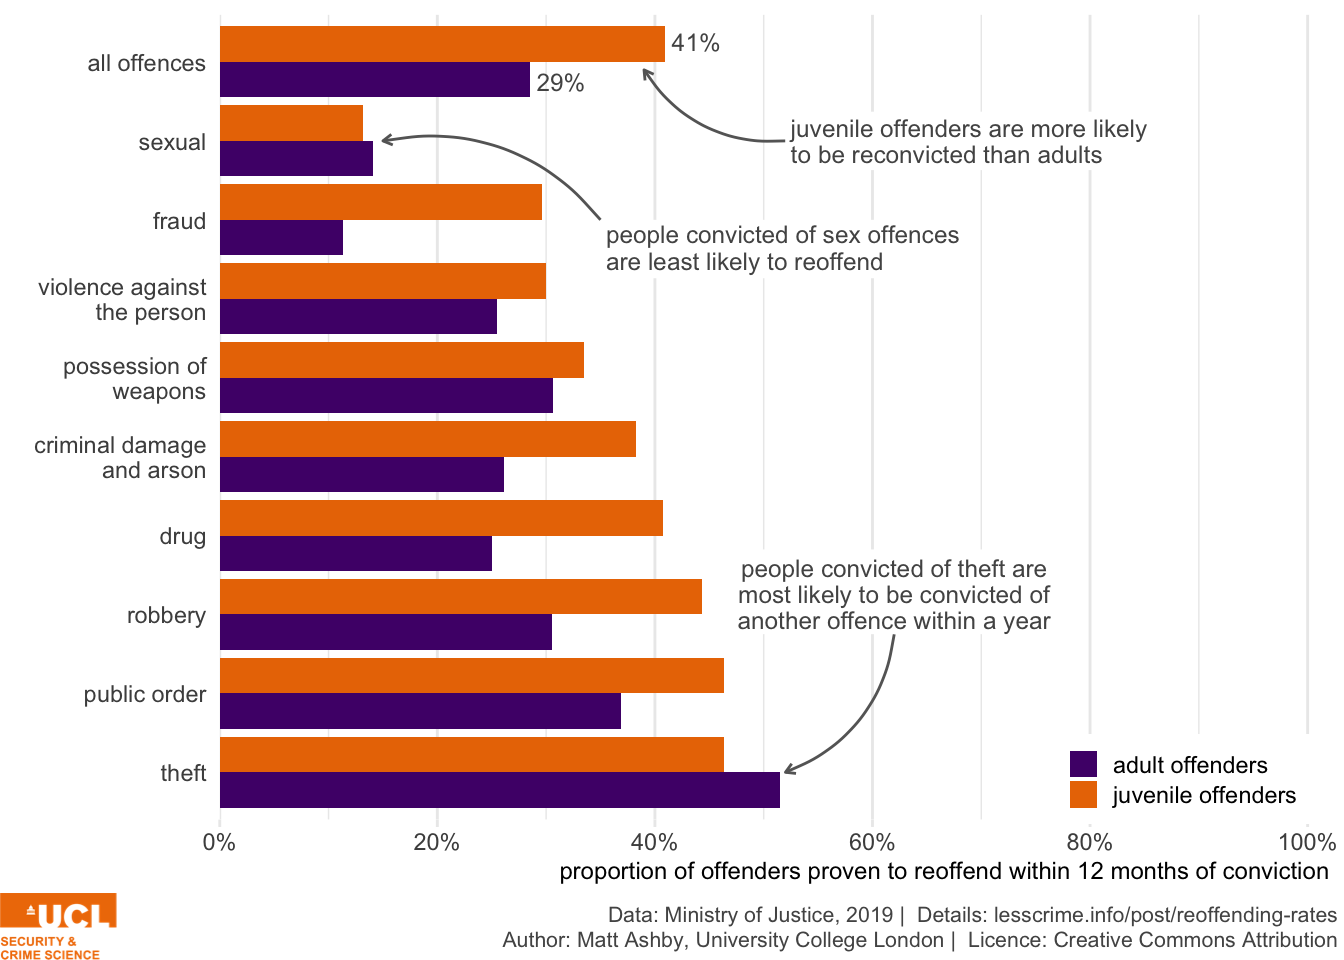 all offences
41%
29%
juvenile offenders are more likely
to be reconvicted than adults
sexual
fraud
people convicted of sex offences
are least likely to reoffend
violence against
the person
possession of
weapons
criminal damage
and arson
drug
people convicted of theft are
most likely to be convicted of
another offence within a year
robbery
public order
theft
adult offenders
juvenile offenders
0% 20% 40% 60% 80% 100%
proportion of offenders proven to reoffend within 12 months of conviction
UCL
SECURITY &
CRIME SCIENCE
Data: Ministry of Justice, 2019 | Details: lesscrime.info/post/reoffending-rates
Author: Matt Ashby, University College London | Licence: Creative Commons Attribution